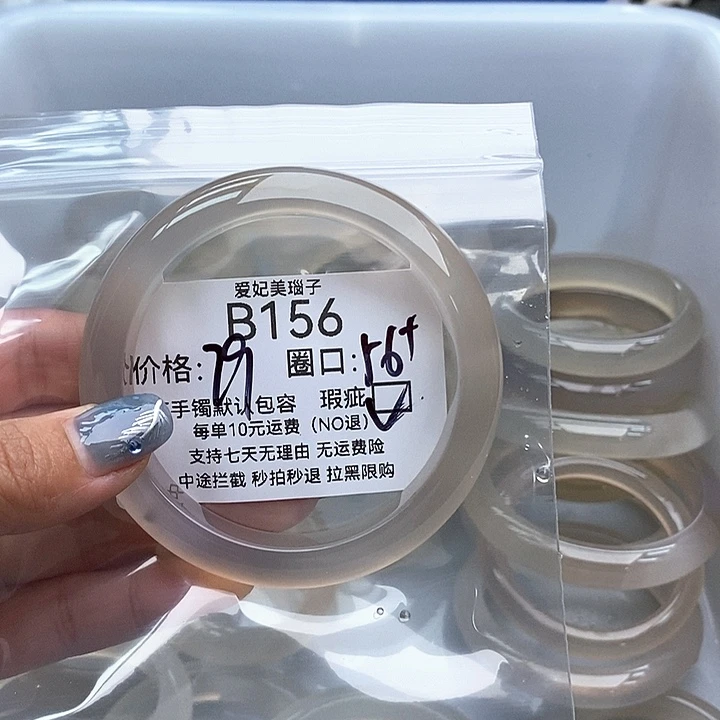 爱妃美瑙子
B156
价格:79 圈口:56+
手镯默认包容 瑕疵
每单10元运费（NO退）
支持七天无理由 无运费险
中途拦截 秒拍秒退 拉黑限购